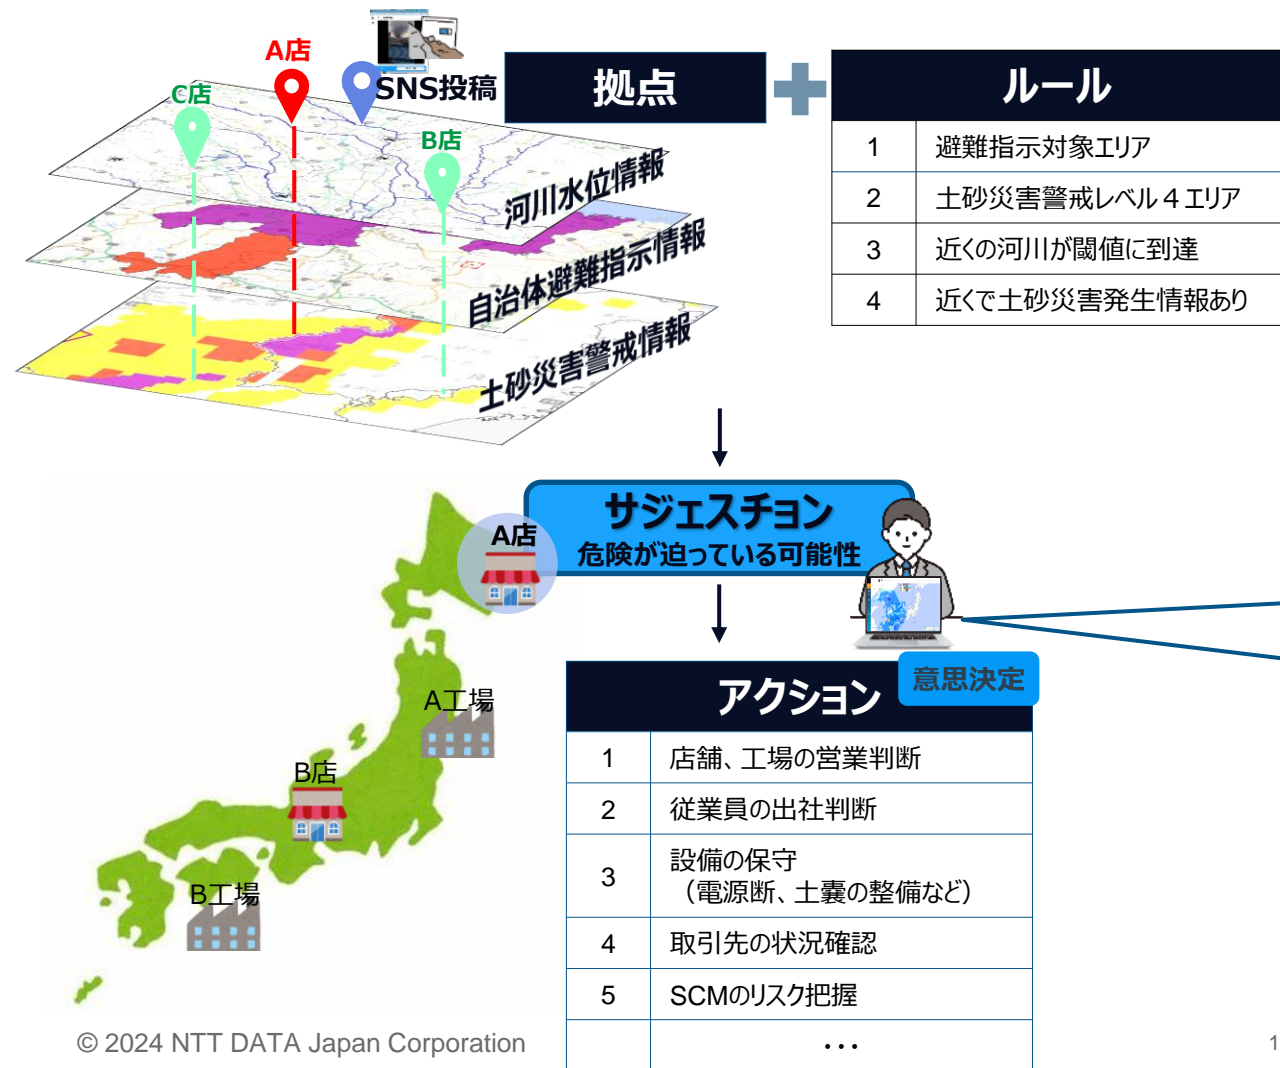 A店
SNS投稿
C店
B店
河川水位情報
自治体避難指示情報
土砂災害警戒情報
拠点
ルール
1 避難指示対象エリア
2 土砂災害警戒レベル４エリア
3 近くの河川が閾値に到達
4 近くで土砂災害発生情報あり
サジェスチョン
危険が迫っている可能性
A店
A工場
B店
B工場
意思決定
アクション
1 店舗、工場の営業判断
2 従業員の出社判断
3 設備の保守
（電源断、土嚢の整備など）
4 取引先の状況確認
5 SCMのリスク把握
・・・
© 2024 NTT DATA Japan Corporation
1